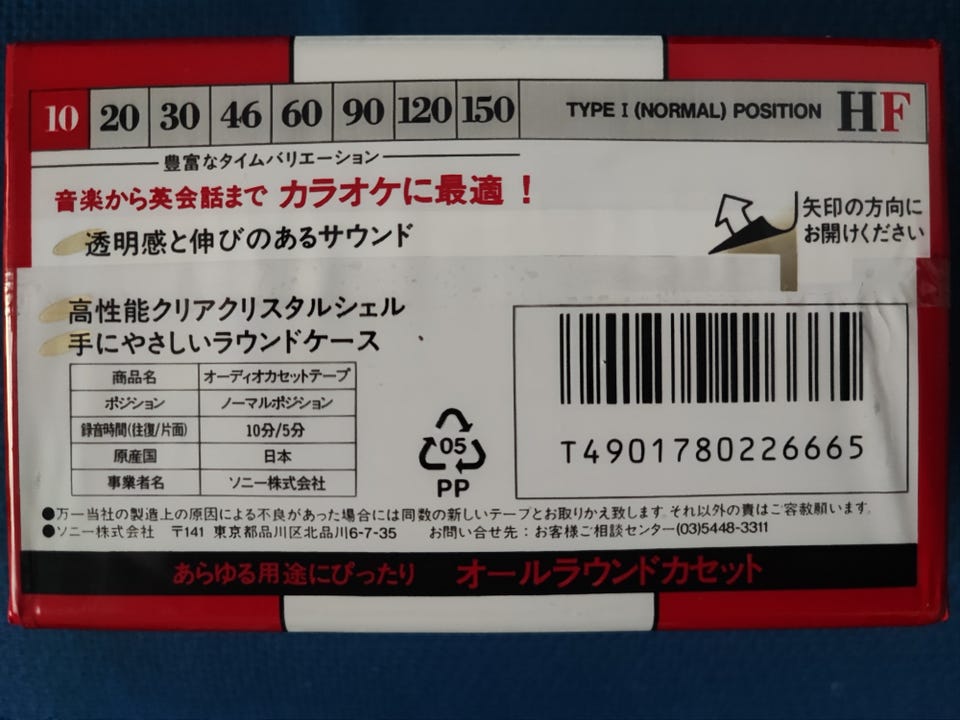 10 20 30 46 60 90 120 150 TYPE I (NORMAL) POSITION HF
豊富なタイムバリエーション
音楽から英会話まで カラオケに最適!
透明感と伸びのあるサウンド
矢印の方向に
お開けください
高性能クリアクリスタルシェル
手にやさしいラウンドケース
商品名 オーディオカセットテープ
ポジション ノーマルポジション
録音時間(往復/片面) 10分/5分
原産国 日本
事業者名 ソニー株式会社
05
PP
T4901780226665
●万一当社の製造上の原因による不良があった場合には同数の新しいテープとお取りかえ致します。それ以外の責はご容赦願います。
●ソニー株式会社 〒141 東京都品川区北品川6-7-35 お問い合せ先:お客様ご相談センター(03)5448-3311
あらゆる用途にぴったり オールラウンドカセット